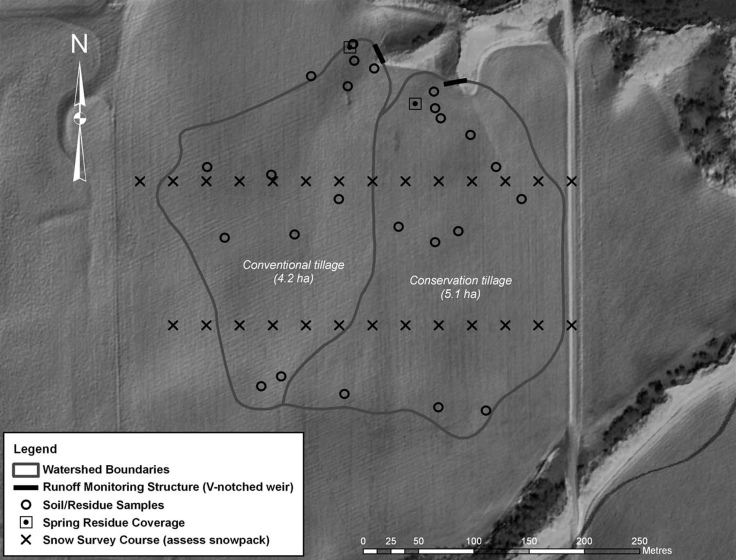 N
Conventional tillage
(4.2 ha)
Conservation tillage
(5.1 ha)
Legend
Watershed Boundaries
Runoff Monitoring Structure (V-notched weir)
Soil/Residue Samples
Spring Residue Coverage
Snow Survey Course (assess snowpack)
0 25 50 100 150 200 250
Metres